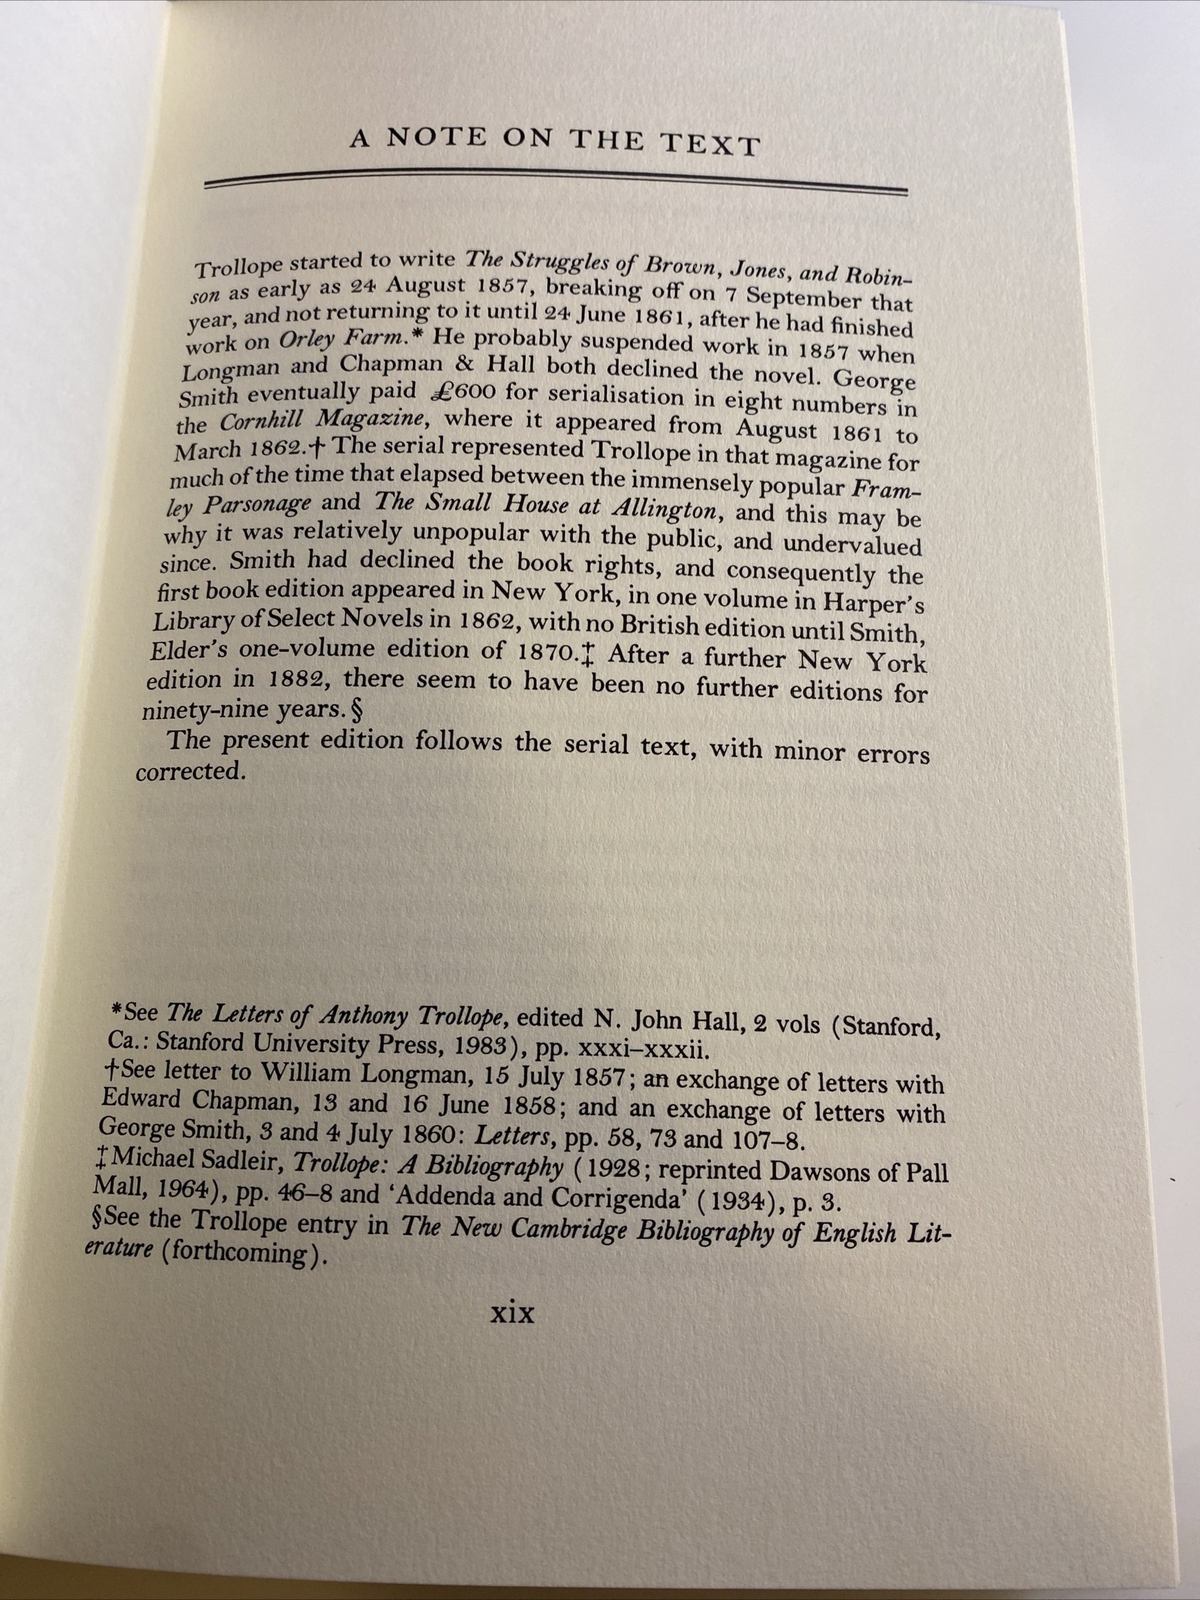 A NOTE ON THE TEXT
Trollope started to write The Struggles of Brown, Jones, and Robin-
son as early as 24 August 1857, breaking off on 7 September that
year, and not returning to it until 24 June 1861, after he had finished
work on Orley Farm.* He probably suspended work in 1857 when
Longman and Chapman & Hall both declined the novel. George
Smith eventually paid £600 for serialisation in eight numbers in
the Cornhill Magazine, where it appeared from August 1861 to
March 1862.† The serial represented Trollope in that magazine for
much of the time that elapsed between the immensely popular Fram-
ley Parsonage and The Small House at Allington, and this may be
why it was relatively unpopular with the public, and undervalued
since. Smith had declined the book rights, and consequently the
first book edition appeared in New York, in one volume in Harper's
Library of Select Novels in 1862, with no British edition until Smith,
Elder's one-volume edition of 1870.‡ After a further New York
edition in 1882, there seem to have been no further editions for
ninety-nine years.§
The present edition follows the serial text, with minor errors
corrected.
*See The Letters of Anthony Trollope, edited N. John Hall, 2 vols (Stanford,
Ca.: Stanford University Press, 1983), pp. xxxi–xxxii.
†See letter to William Longman, 15 July 1857; an exchange of letters with
Edward Chapman, 13 and 16 June 1858; and an exchange of letters with
George Smith, 3 and 4 July 1860: Letters, pp. 58, 73 and 107–8.
‡Michael Sadleir, Trollope: A Bibliography (1928; reprinted Dawsons of Pall
Mall, 1964), pp. 46–8 and 'Addenda and Corrigenda' (1934), p. 3.
§See the Trollope entry in The New Cambridge Bibliography of English Lit-
erature (forthcoming).
xix